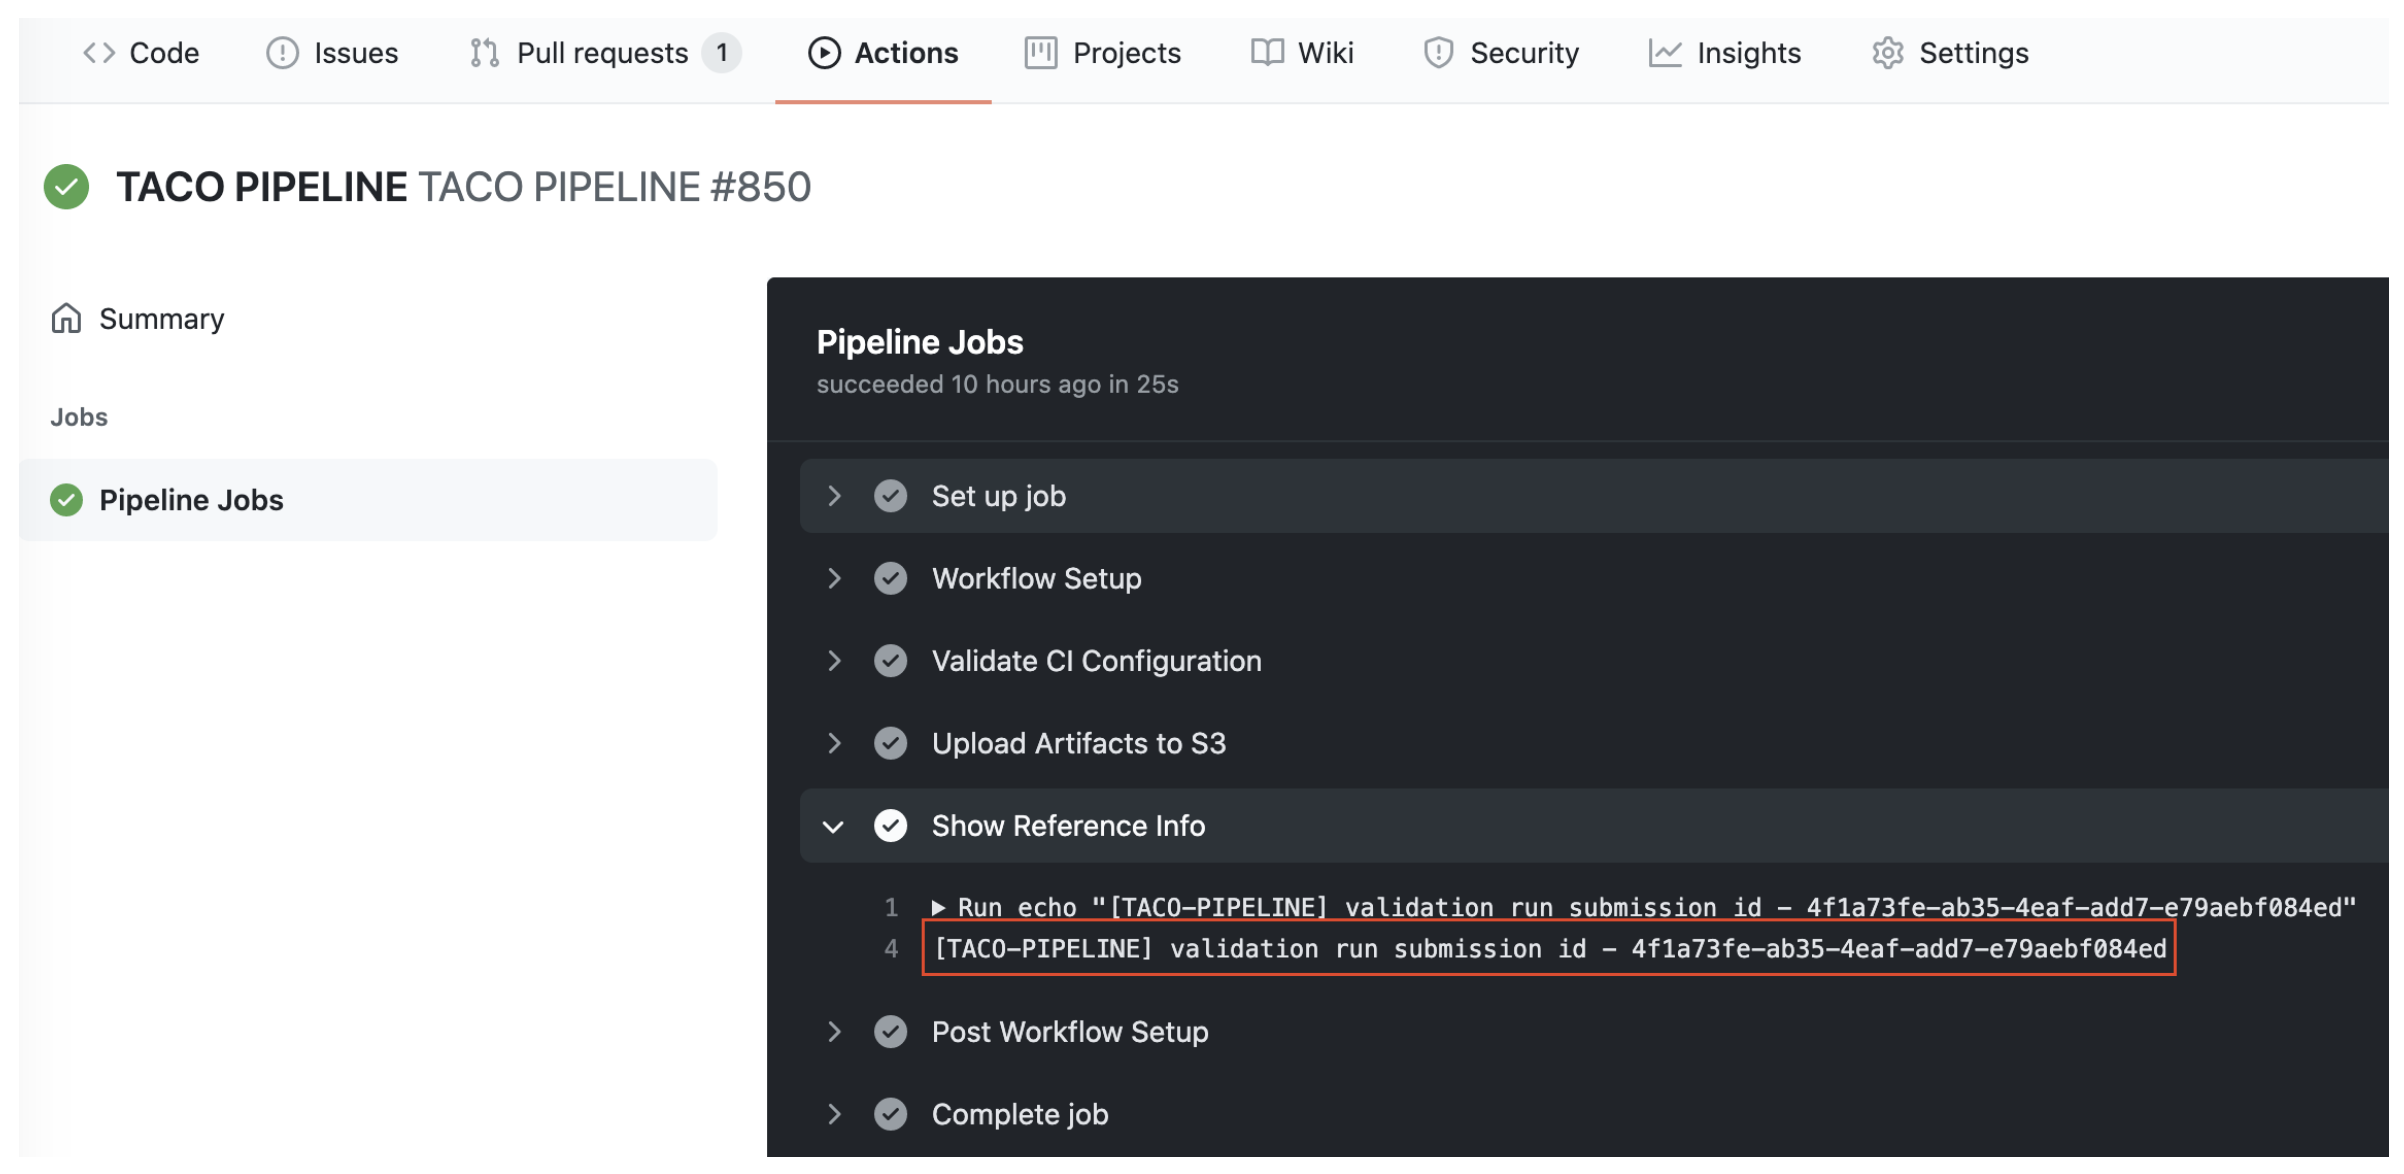 Code Issues Pull requests 1 Actions Projects Wiki Security Insights Settings
TACO PIPELINE TACO PIPELINE #850
Summary
Jobs
Pipeline Jobs
Pipeline Jobs
succeeded 10 hours ago in 25s
Set up job
Workflow Setup
Validate CI Configuration
Upload Artifacts to S3
Show Reference Info
1 Run echo "[TACO-PIPELINE] validation run submission id - 4f1a73fe-ab35-4eaf-add7-e79aebf084ed"
4 [TACO-PIPELINE] validation run submission id - 4f1a73fe-ab35-4eaf-add7-e79aebf084ed
Post Workflow Setup
Complete job